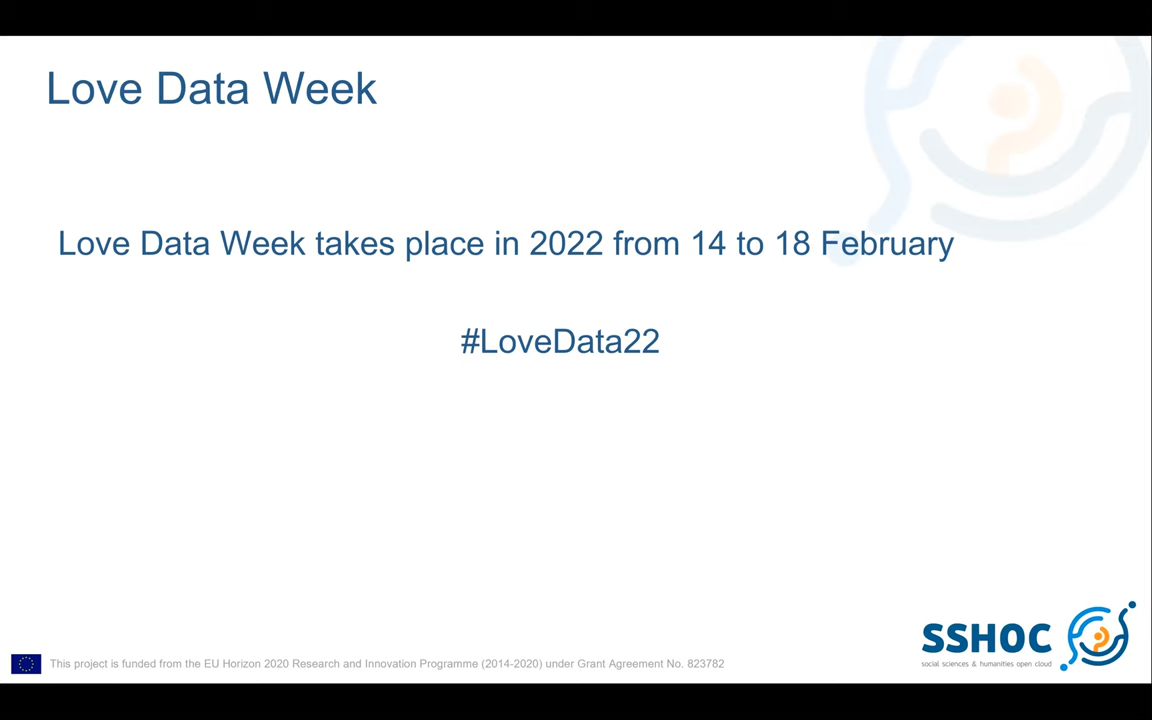 Love Data Week
Love Data Week takes place in 2022 from 14 to 18 February
#LoveData22
SSHOC
social sciences & humanities open cloud
This project is funded from the EU Horizon 2020 Research and Innovation Programme (2014-2020) under Grant Agreement No. 823782